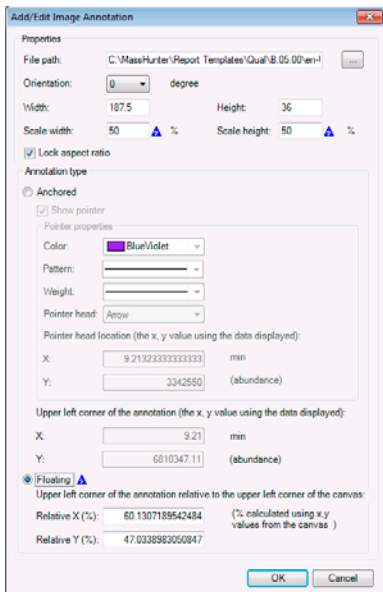 Add/Edit Image Annotation
Properties
File path: C:\MassHunter\Report Templates\Qual\B.05.00\en-U ...
Orientation: 0 degree
Width: 187.5 Height: 36
Scale width: 50 % Scale height: 50 %
Lock aspect ratio
Annotation type
Anchored
Show pointer
Pointer properties
Color: BlueViolet
Pattern:
Weight:
Pointer head: Arrow
Pointer head location (the x, y value using the data displayed):
X: 9.21323333333333 min
Y: 3342550 (abundance)
Upper left corner of the annotation (the x, y value using the data displayed):
X: 9.21 min
Y: 6810347.11 (abundance)
Floating
Upper left corner of the annotation relative to the upper left corner of the canvas:
Relative X (%): 60.1307189542484 (% calculated using x,y
Relative Y (%): 47.0338983050847 values from the canvas )
OK Cancel